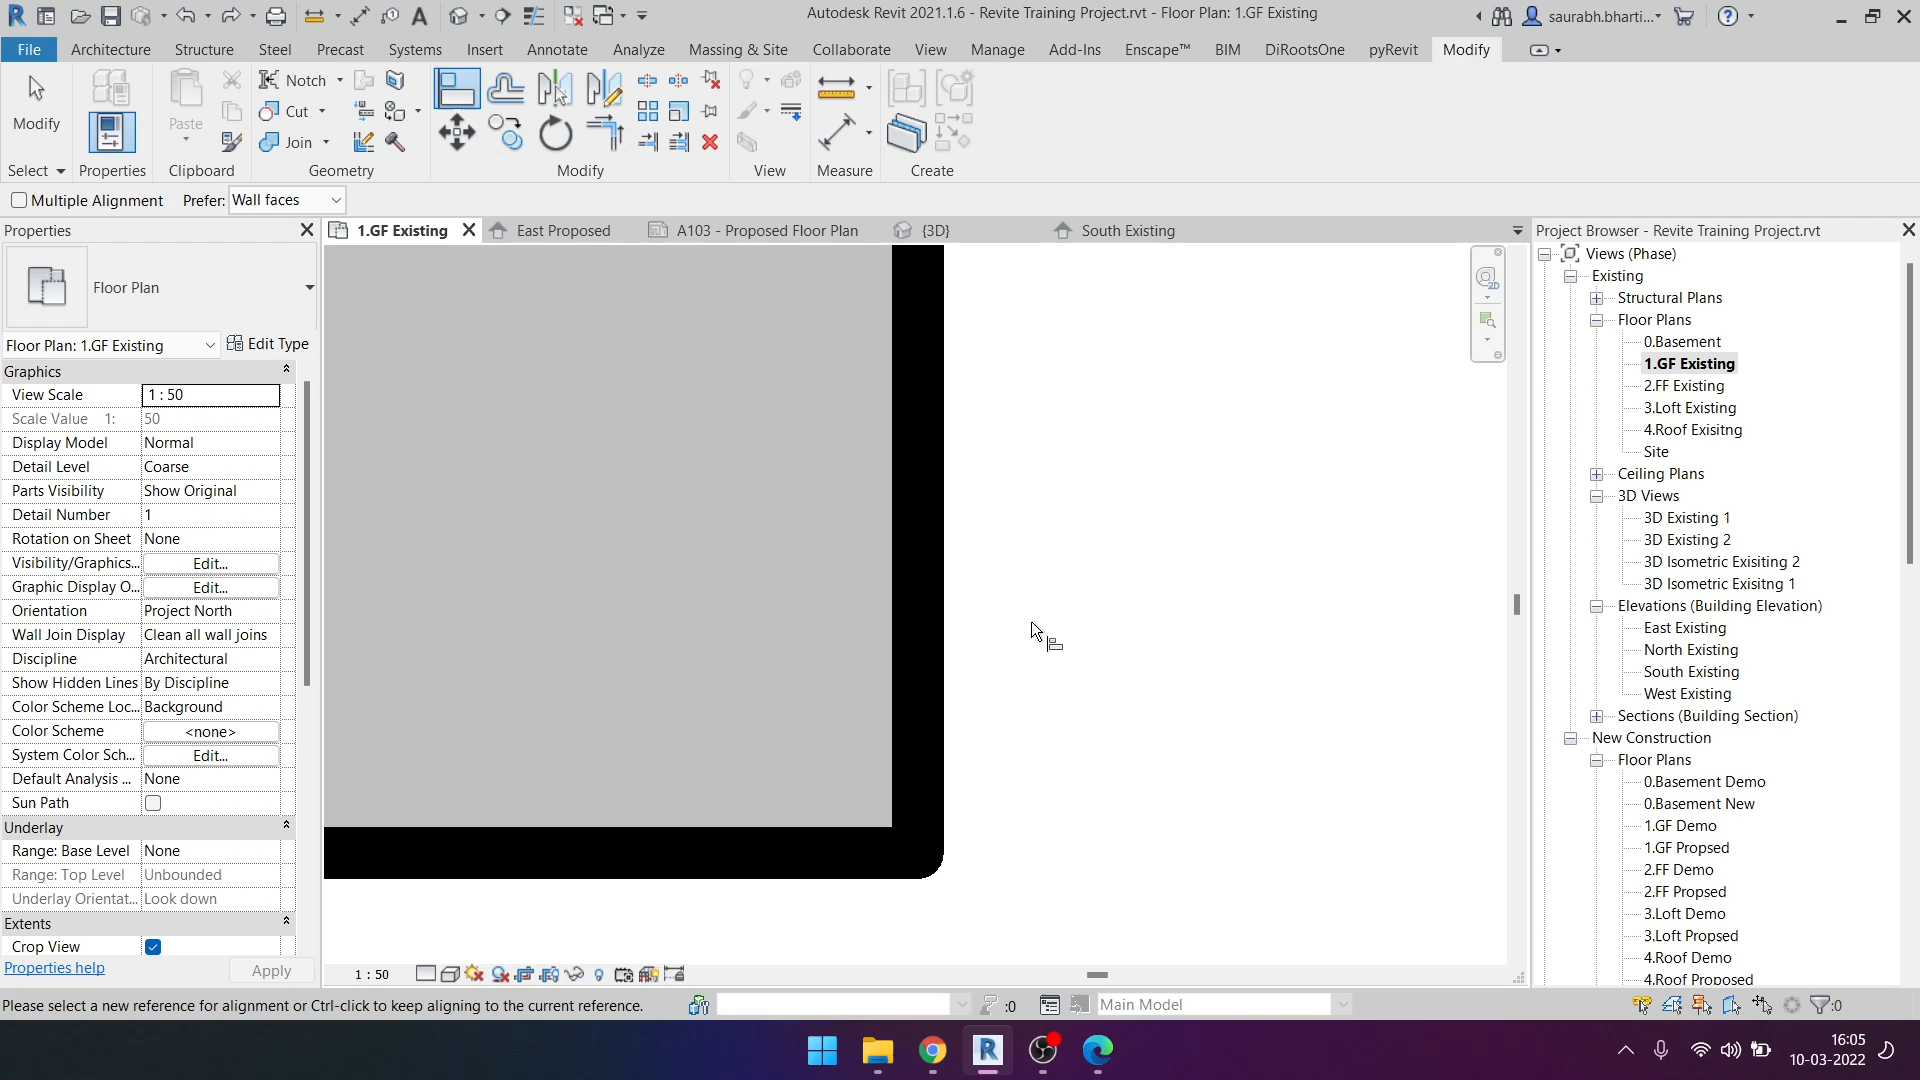 Autodesk Revit 2021.1.6 - Revite Training Project.rvt - Floor Plan: 1.GF Existing
saurabh.bharti...
File Architecture Structure Steel Precast Systems Insert Annotate Analyze Massing & Site Collaborate View Manage Add-Ins Enscape™ BIM DiRootsOne pyRevit Modify
Modify
Paste
Notch
Cut
Join
Select Properties Clipboard Geometry Modify View Measure Create
Multiple Alignment Prefer: Wall faces
Properties
1.GF Existing East Proposed A103 - Proposed Floor Plan {3D} South Existing
Project Browser - Revite Training Project.rvt
Floor Plan
Floor Plan: 1.GF Existing Edit Type
Graphics
View Scale 1 : 50
Scale Value 1: 50
Display Model Normal
Detail Level Coarse
Parts Visibility Show Original
Detail Number 1
Rotation on Sheet None
Visibility/Graphics... Edit...
Graphic Display O... Edit...
Orientation Project North
Wall Join Display Clean all wall joins
Discipline Architectural
Show Hidden Lines By Discipline
Color Scheme Loc... Background
Color Scheme <none>
System Color Sch... Edit...
Default Analysis ... None
Sun Path
Underlay
Range: Base Level None
Range: Top Level Unbounded
Underlay Orientat... Look down
Extents
Crop View
Properties help Apply
2D
Views (Phase)
Existing
Structural Plans
Floor Plans
0.Basement
1.GF Existing
2.FF Existing
3.Loft Existing
4.Roof Exisitng
Site
Ceiling Plans
3D Views
3D Existing 1
3D Existing 2
3D Isometric Exisiting 2
3D Isometric Exisitng 1
Elevations (Building Elevation)
East Existing
North Existing
South Existing
West Existing
Sections (Building Section)
New Construction
Floor Plans
0.Basement Demo
0.Basement New
1.GF Demo
1.GF Propsed
2.FF Demo
2.FF Propsed
3.Loft Demo
3.Loft Propsed
4.Roof Demo
4.Roof Proposed
1 : 50
Please select a new reference for alignment or Ctrl-click to keep aligning to the current reference.
:0
Main Model
:0
16:05
10-03-2022